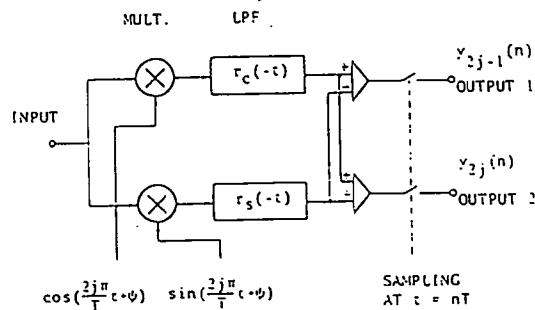 MULT. LPF
r_C(-t)
y_{2j-1}(n)
OUTPUT 1
INPUT
y_{2j}(n)
OUTPUT 2
r_S(-t)
cos(2jπ/T t+ψ) sin(2jπ/T t+ψ)
SAMPLING
AT t = nT